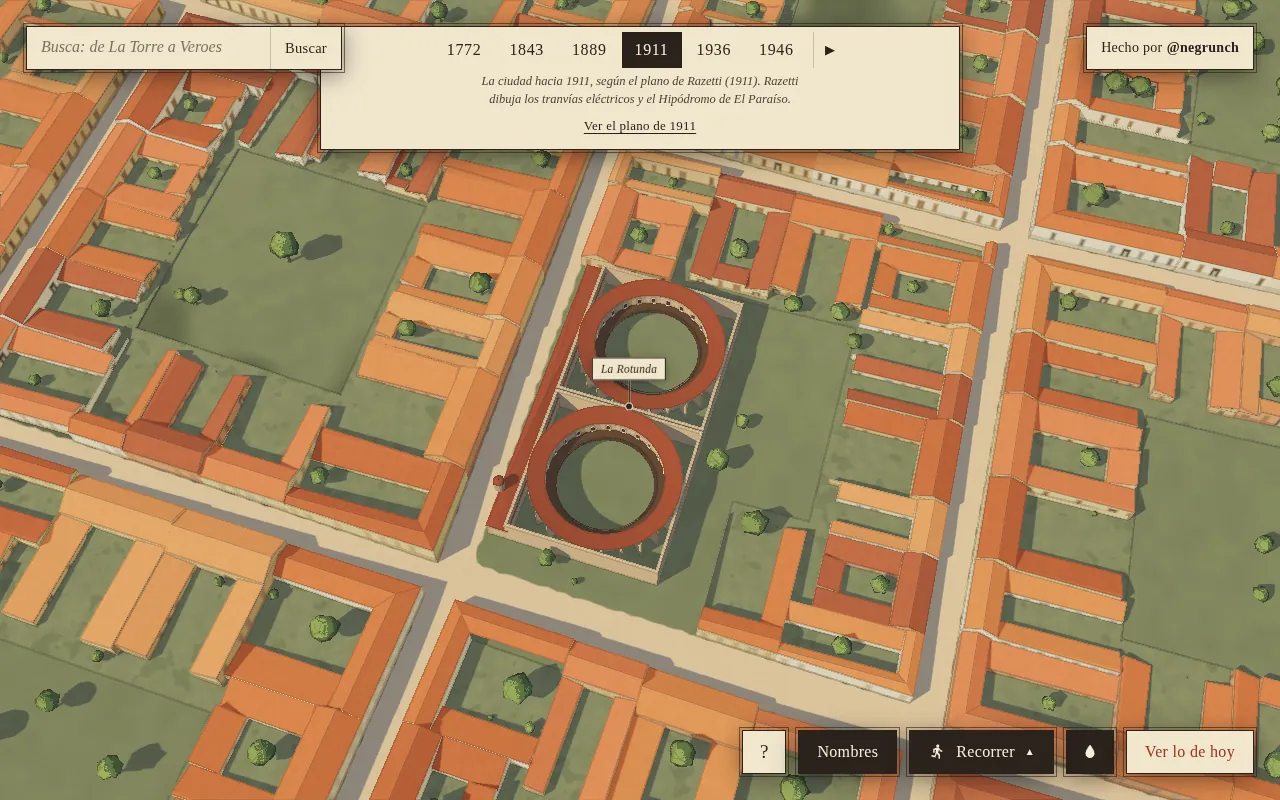 Busca: de La Torre a Veroes
Buscar
1772 1843 1889 1911 1936 1946 ▶
La ciudad hacia 1911, según el plano de Razetti (1911). Razetti
dibuja los tranvías eléctricos y el Hipódromo de El Paraíso.
Ver el plano de 1911
Hecho por @negrunch
La Rotunda
?
Nombres
Recorrer ▲
Ver lo de hoy